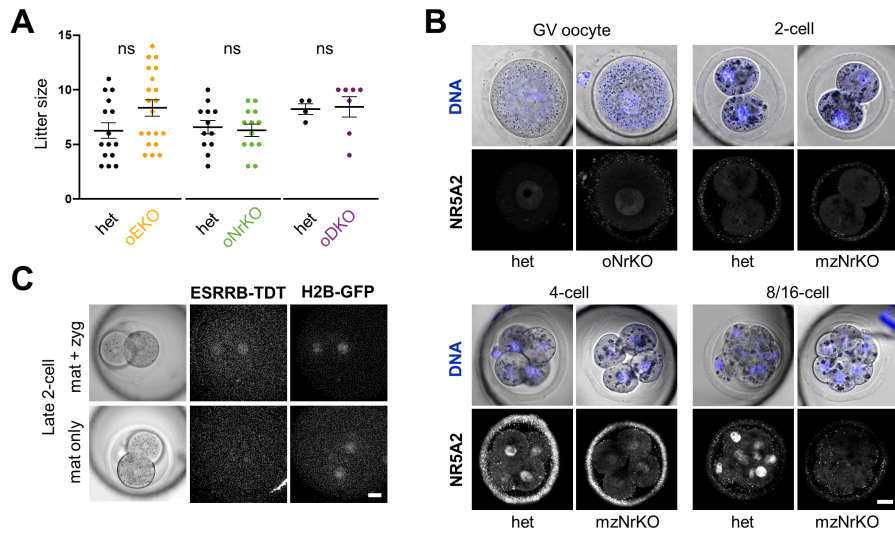 A
15
10
5
0
Litter size
ns
ns
ns
het
oEKO
het
oNrKO
het
oDKO
B
GV oocyte
2-cell
DNA
NR5A2
het
oNrKO
het
mzNrKO
4-cell
8/16-cell
DNA
NR5A2
het
mzNrKO
het
mzNrKO
C
ESRRB-TDT
H2B-GFP
Late 2-cell
mat + zyg
mat only